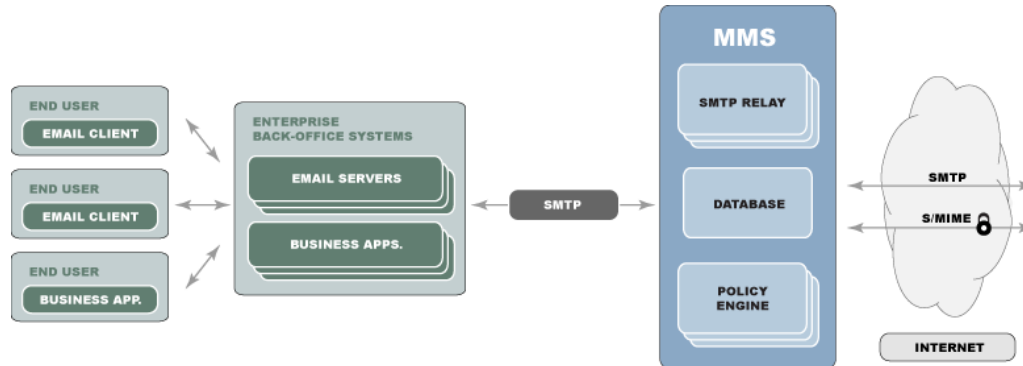 END USER
EMAIL CLIENT
END USER
EMAIL CLIENT
END USER
BUSINESS APP.
ENTERPRISE
BACK-OFFICE SYSTEMS
EMAIL SERVERS
BUSINESS APPS.
SMTP
MMS
SMTP RELAY
DATABASE
POLICY
ENGINE
SMTP
S/MIME
INTERNET